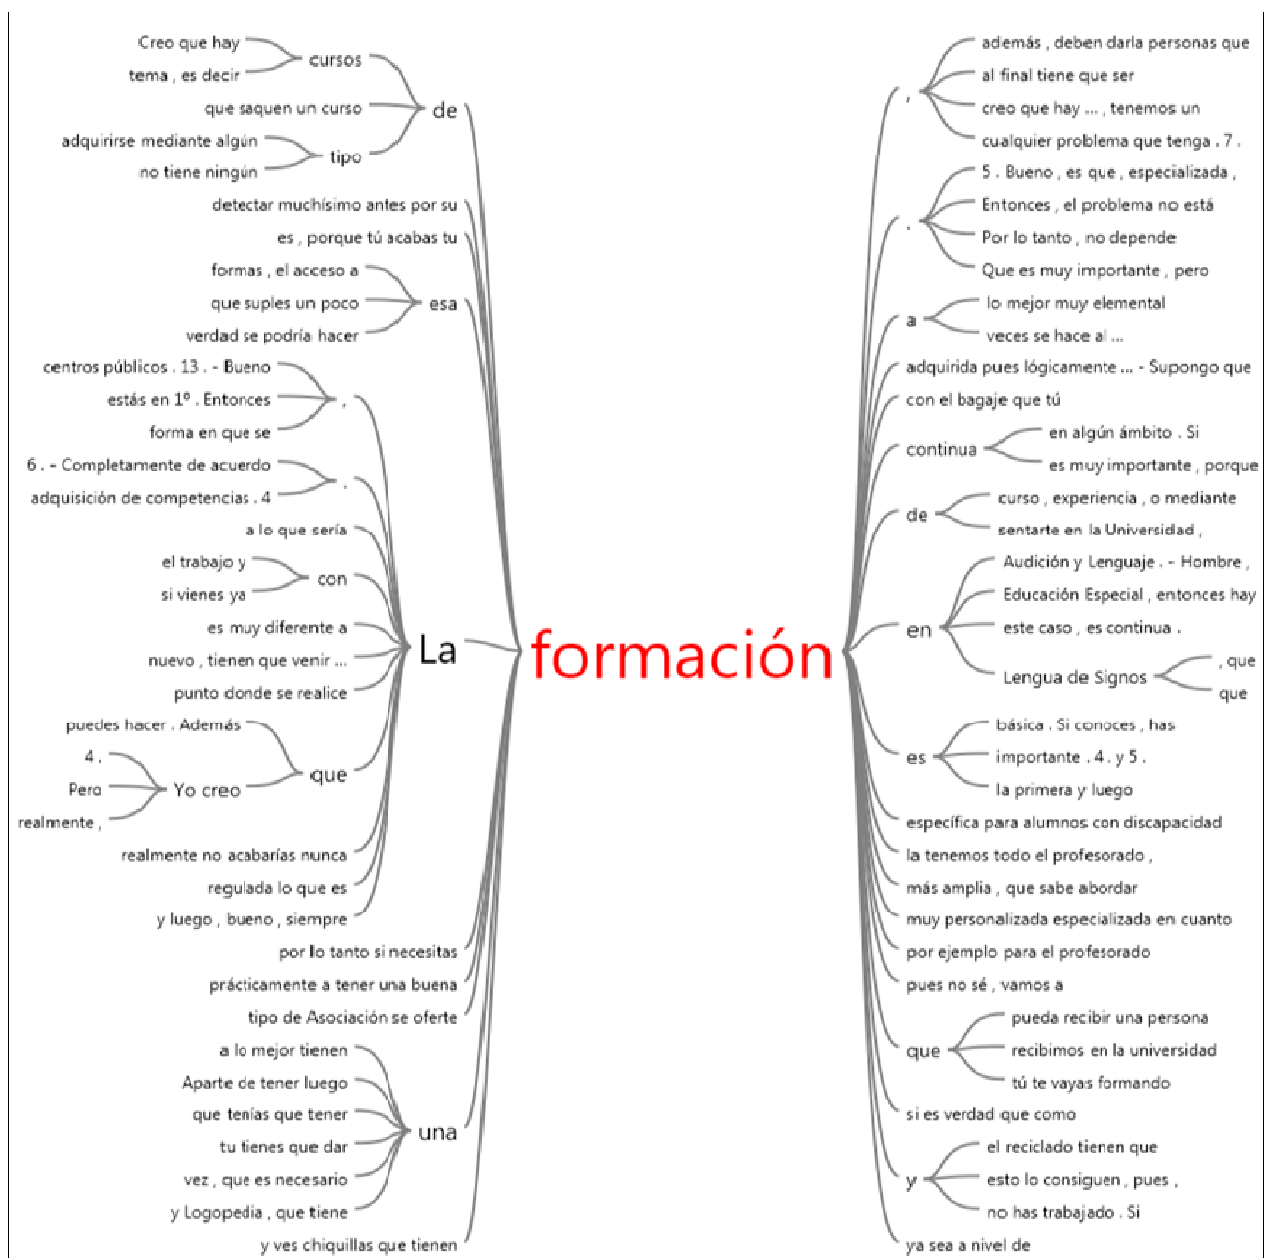 Creo que hay
tema , es decir
cursos
que saquen un curso
de
adquirirse mediante algún
no tiene ningún
tipo
detectar muchísimo antes por su
es , porque tú acabas tu
formas , el acceso a
que suples un poco
esa
verdad se podría hacer
centros públicos . 13 . - Bueno
estás en 1º . Entonces
,
forma en que se
6 . - Completamente de acuerdo
.
adquisición de competencias . 4
a lo que sería
el trabajo y
con
si vienes ya
es muy diferente a
La
nuevo , tienen que venir ...
punto donde se realice
puedes hacer . Además
que
4 .
Pero
Yo creo
realmente ,
realmente no acabarías nunca
regulada lo que es
y luego , bueno , siempre
por lo tanto si necesitas
prácticamente a tener una buena
tipo de Asociación se oferte
a lo mejor tienen
Aparte de tener luego
que tenías que tener
una
tu tienes que dar
vez , que es necesario
y Logopedia , que tiene
y ves chiquillas que tienen
formación
además , deben darla personas que
al final tiene que ser
,
creo que hay ... , tenemos un
cualquier problema que tenga . 7 .
5 . Bueno , es que , especializada ,
Entonces , el problema no está
.
Por lo tanto , no depende
Que es muy importante , pero
a
lo mejor muy elemental
veces se hace al ...
adquirida pues lógicamente ... - Supongo que
con el bagaje que tú
continua
en algún ámbito . Si
es muy importante , porque
de
curso , experiencia , o mediante
sentarte en la Universidad ,
en
Audición y Lenguaje . - Hombre ,
Educación Especial , entonces hay
este caso , es continua .
Lengua de Signos
, que
que
es
básica . Si conoces , has
importante . 4 . y 5 .
la primera y luego
específica para alumnos con discapacidad
la tenemos todo el profesorado ,
más amplia , que sabe abordar
muy personalizada especializada en cuanto
por ejemplo para el profesorado
pues no sé , vamos a
que
pueda recibir una persona
recibimos en la universidad
tú te vayas formando
si es verdad que como
y
el reciclado tienen que
esto lo consiguen , pues ,
no has trabajado . Si
ya sea a nivel de